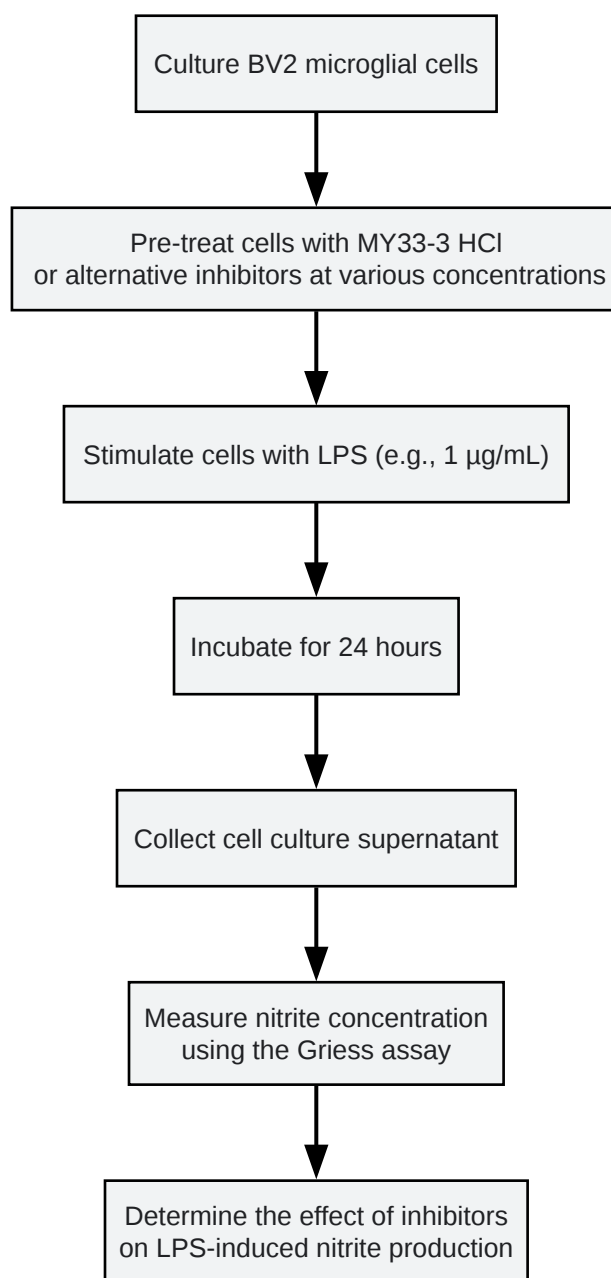 Culture BV2 microglial cells
Pre-treat cells with MY33-3 HCl
or alternative inhibitors at various concentrations
Stimulate cells with LPS (e.g., 1 µg/mL)
Incubate for 24 hours
Collect cell culture supernatant
Measure nitrite concentration
using the Griess assay
Determine the effect of inhibitors
on LPS-induced nitrite production